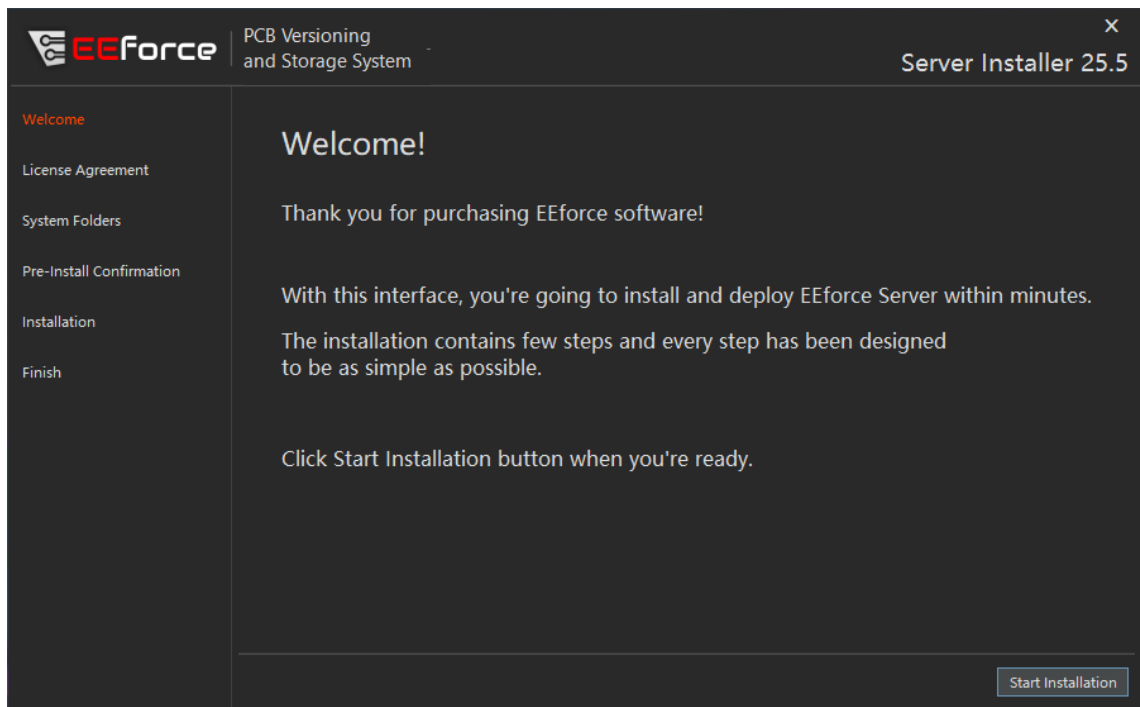 EEforce
PCB Versioning
and Storage System
Server Installer 25.5
Welcome
License Agreement
System Folders
Pre-Install Confirmation
Installation
Finish
Welcome!
Thank you for purchasing EEforce software!
With this interface, you're going to install and deploy EEforce Server within minutes.
The installation contains few steps and every step has been designed
to be as simple as possible.
Click Start Installation button when you're ready.
Start Installation